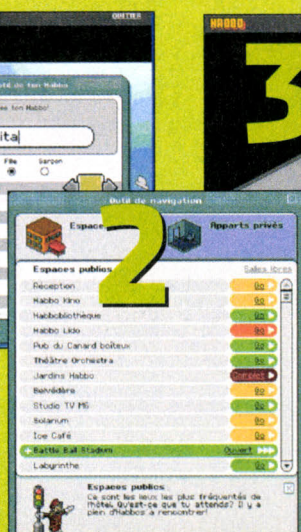 QUITTER
HABBO
3
ton Habbo
ton Habbo!
ita
Fille
Garçon
2
Outil de navigation
Espaces
Apparts privés
Espaces publics
Salles libres
Réception
Go
Habbo Kino
Go
Habbobliothèque
Go
Habbo Lido
Go
Pub du Canard boiteux
Go
Théâtre Orchestra
Go
Jardins Habbo
Complet
Belvédère
Go
Studio TV M6
Go
Solarium
Go
Ice Café
Go
Battle Ball Stadium
Ouvert
Labyrinthe
Go
Espaces publics
Ce sont les lieux les plus fréquentés de
l'hôtel. Qu'est-ce que tu attends? Il y a
plein d'Habbos à rencontrer!